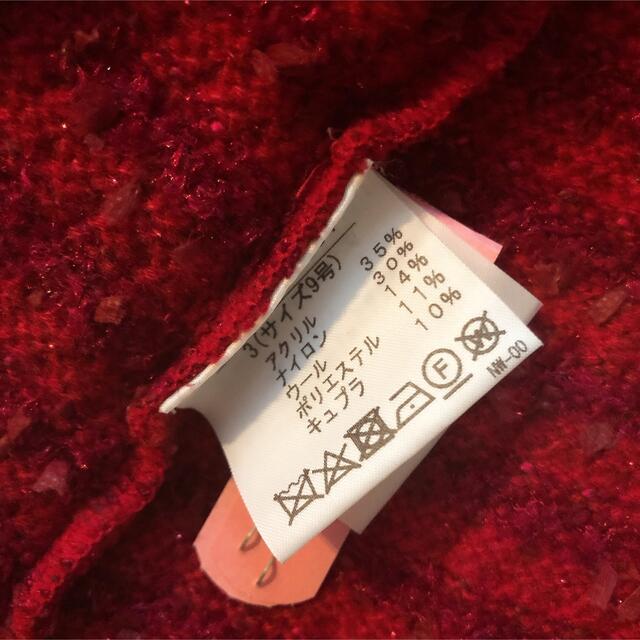 3(サイズ9号)
アクリル 35%
ナイロン 30%
ウール 14%
ポリエステル 11%
キュプラ 10%
F
NW-00